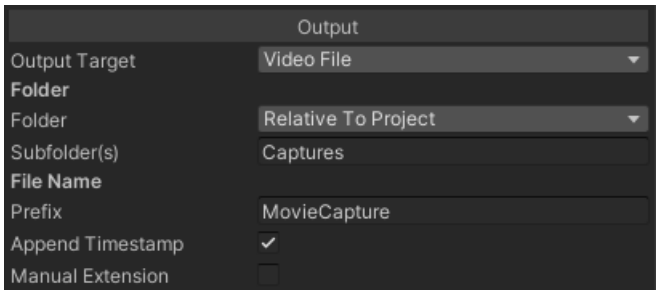 Output
Output Target Video File
Folder
Folder Relative To Project
Subfolder(s) Captures
File Name
Prefix MovieCapture
Append Timestamp
Manual Extension